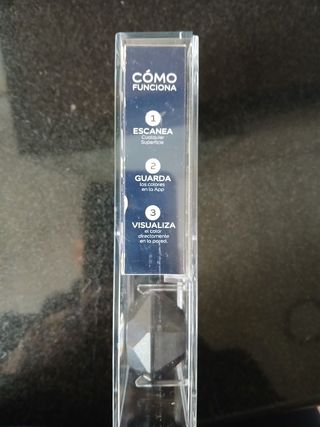 CÓMO
FUNCIONA
1
ESCANEA
Cualquier
Superficie
2
GUARDA
los colores
en la App
3
VISUALIZA
el color
directamente
en la pared.